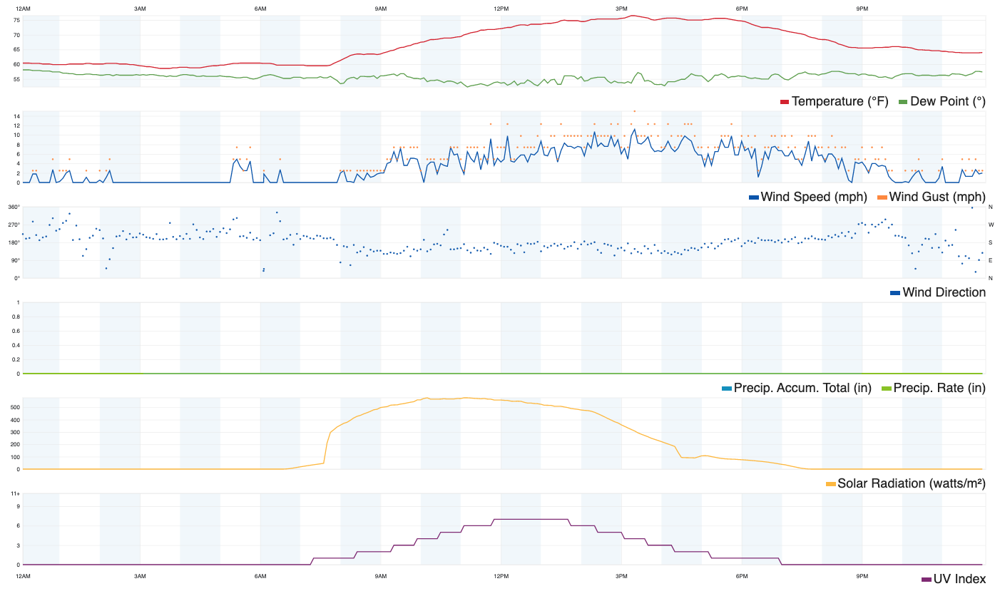 12AM 3AM 6AM 9AM 12PM 3PM 6PM 9PM
75
70
65
60
55
Temperature (°F) Dew Point (°)
14
12
10
8
6
4
2
0
Wind Speed (mph) Wind Gust (mph)
360° N
270° W
180° S
90° E
0° N
Wind Direction
1
0.8
0.6
0.4
0.2
0
Precip. Accum. Total (in) Precip. Rate (in)
500
400
300
200
100
0
Solar Radiation (watts/m²)
11+
9
6
3
0
12AM 3AM 6AM 9AM 12PM 3PM 6PM 9PM
UV Index